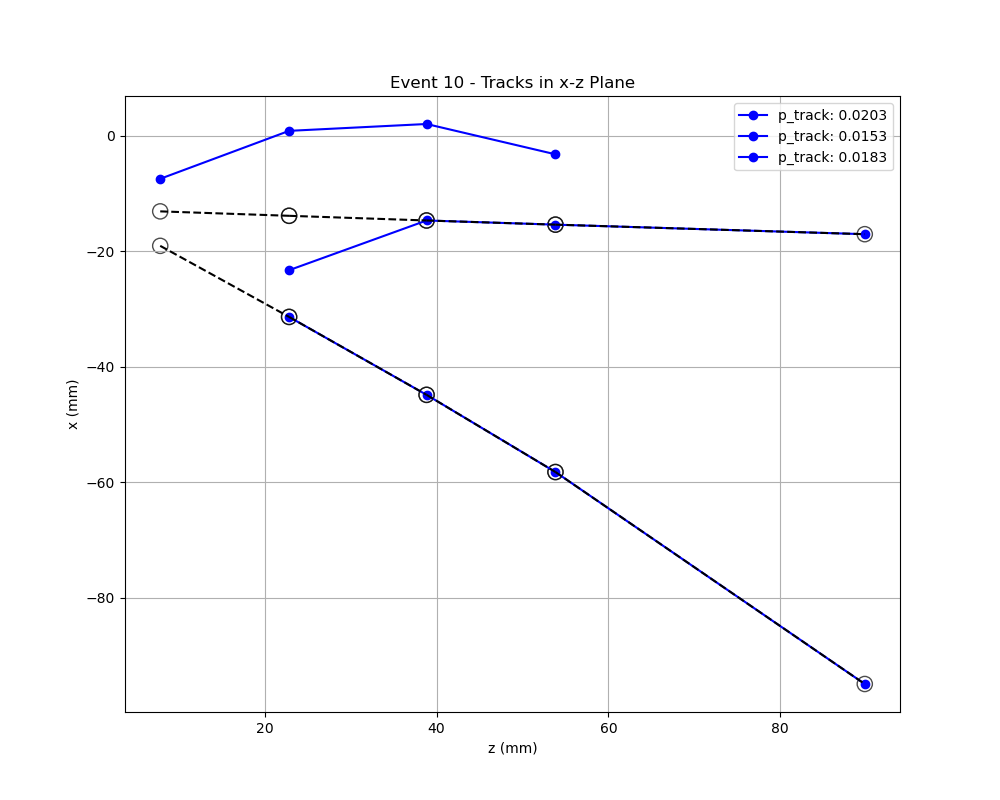 Event 10 - Tracks in x-z Plane
p_track: 0.0203
p_track: 0.0153
p_track: 0.0183
0
−20
−40
−60
−80
x (mm)
20 40 60 80
z (mm)